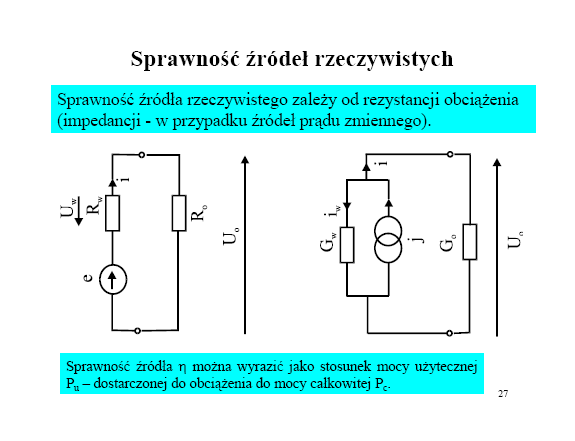 Sprawność źródeł rzeczywistych
Sprawność źródła rzeczywistego zależy od rezystancji obciążenia
(impedancji - w przypadku źródeł prądu zmiennego).
Uw
Rw
i
e
Ro
Uo
i
iw
Gw
j
Go
Uo
Sprawność źródła η można wyrazić jako stosunek mocy użytecznej
Pu – dostarczonej do obciążenia do mocy całkowitej Pc.
27